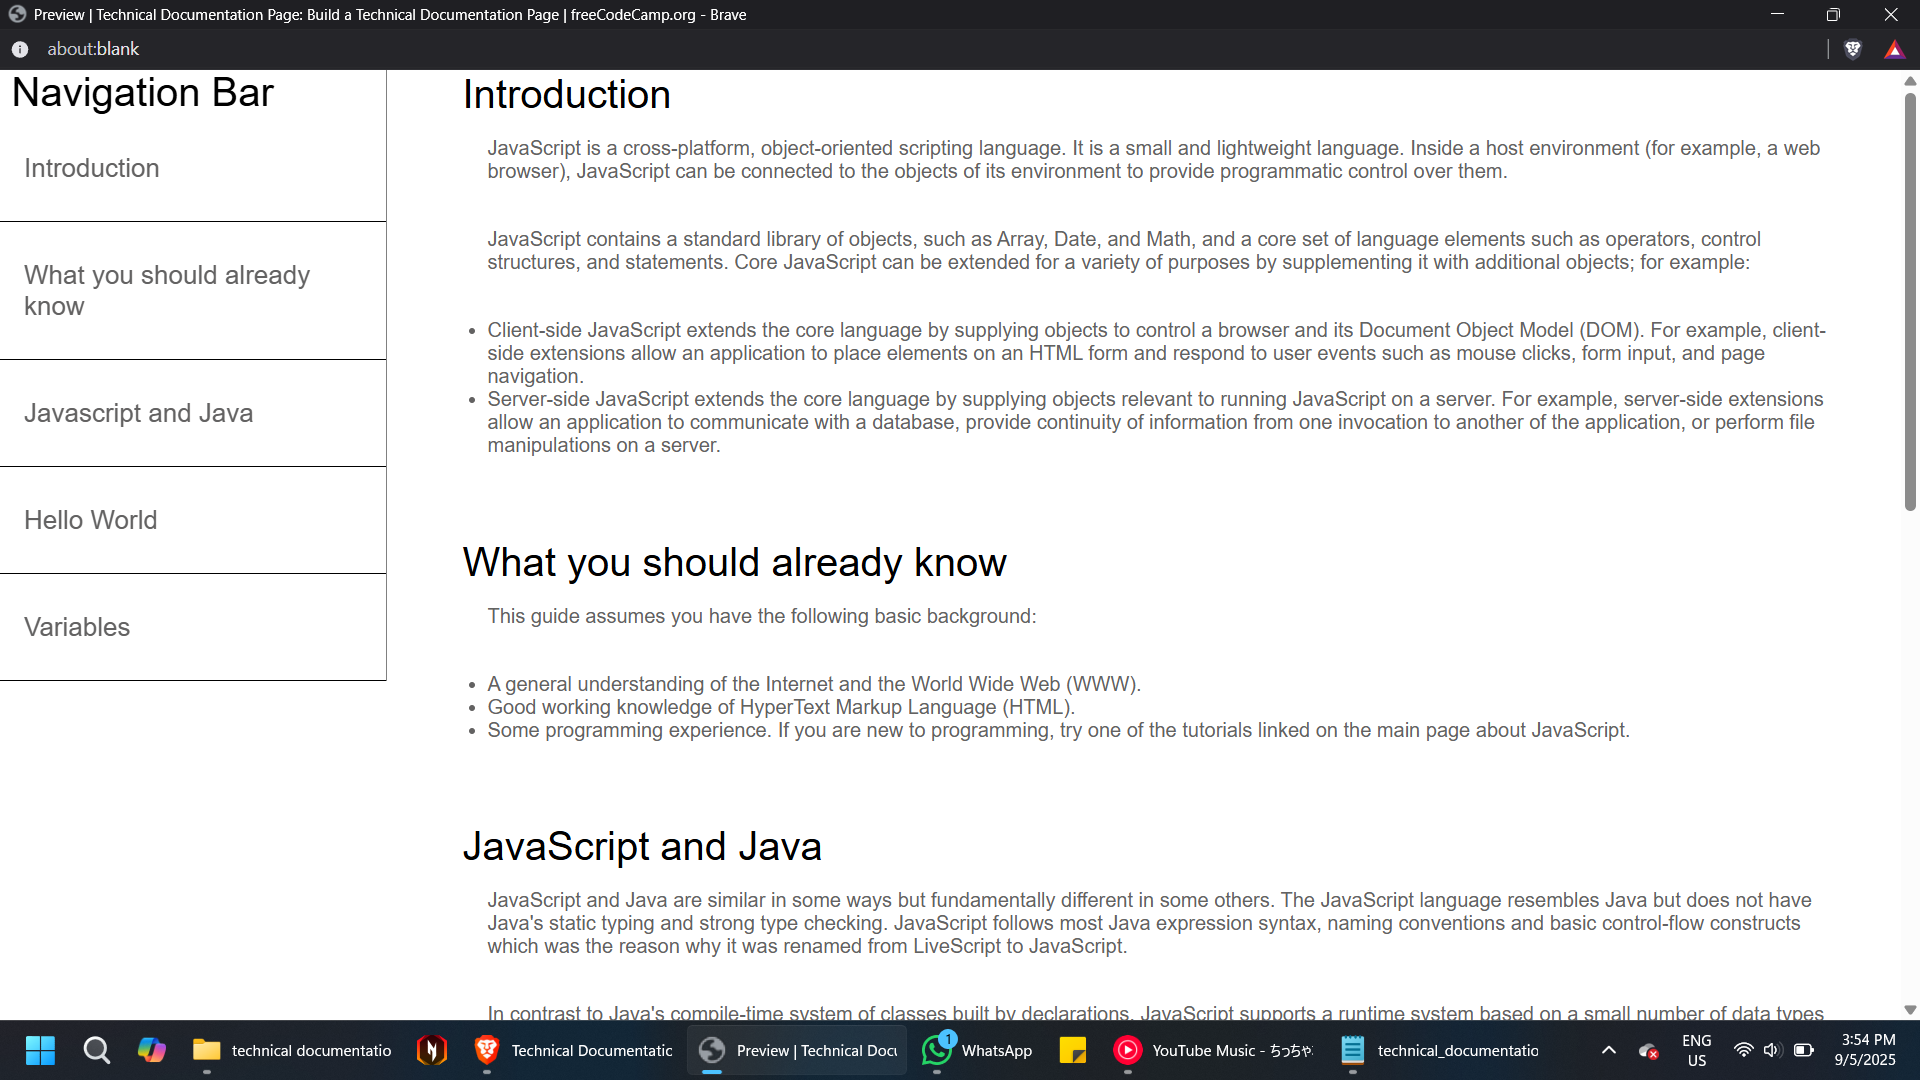 Preview | Technical Documentation Page: Build a Technical Documentation Page | freeCodeCamp.org - Brave
about:blank
Navigation Bar
Introduction
What you should already
know
Javascript and Java
Hello World
Variables
Introduction
JavaScript is a cross-platform, object-oriented scripting language. It is a small and lightweight language. Inside a host environment (for example, a web
browser), JavaScript can be connected to the objects of its environment to provide programmatic control over them.
JavaScript contains a standard library of objects, such as Array, Date, and Math, and a core set of language elements such as operators, control
structures, and statements. Core JavaScript can be extended for a variety of purposes by supplementing it with additional objects; for example:
• Client-side JavaScript extends the core language by supplying objects to control a browser and its Document Object Model (DOM). For example, client-
side extensions allow an application to place elements on an HTML form and respond to user events such as mouse clicks, form input, and page
navigation.
• Server-side JavaScript extends the core language by supplying objects relevant to running JavaScript on a server. For example, server-side extensions
allow an application to communicate with a database, provide continuity of information from one invocation to another of the application, or perform file
manipulations on a server.
What you should already know
This guide assumes you have the following basic background:
• A general understanding of the Internet and the World Wide Web (WWW).
• Good working knowledge of HyperText Markup Language (HTML).
• Some programming experience. If you are new to programming, try one of the tutorials linked on the main page about JavaScript.
JavaScript and Java
JavaScript and Java are similar in some ways but fundamentally different in some others. The JavaScript language resembles Java but does not have
Java's static typing and strong type checking. JavaScript follows most Java expression syntax, naming conventions and basic control-flow constructs
which was the reason why it was renamed from LiveScript to JavaScript.
In contrast to Java's compile-time system of classes built by declarations, JavaScript supports a runtime system based on a small number of data types
technical documentatio
Technical Documentatic
Preview | Technical Docu
1
WhatsApp
YouTube Music - ちっちゃ
technical_documentatio
ENG
US
3:54 PM
9/5/2025